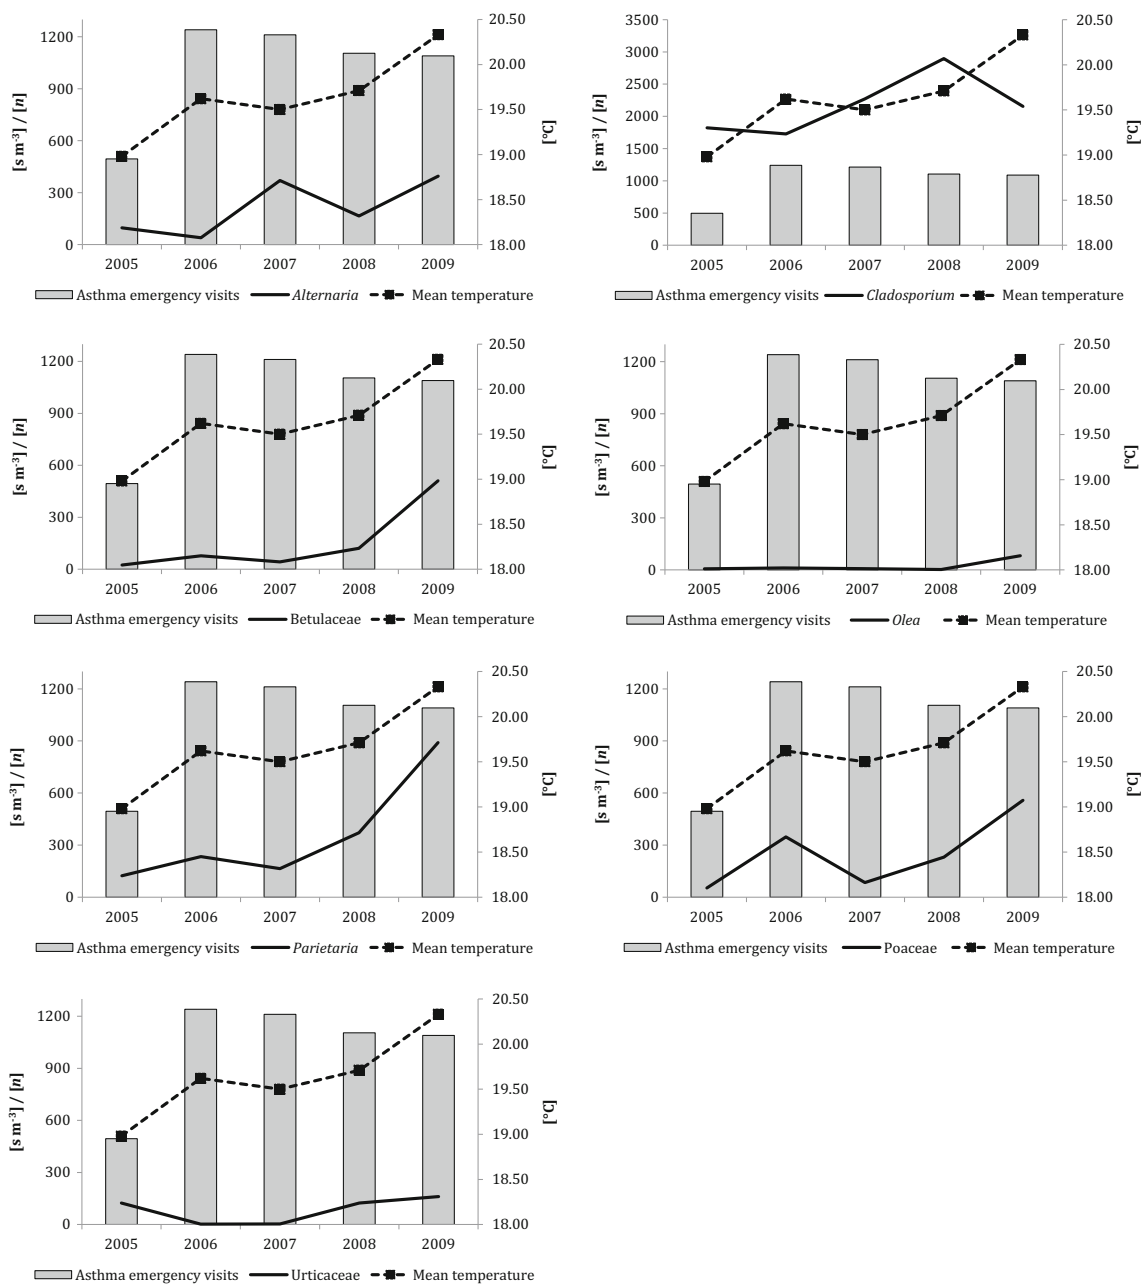 1200
900
600
300
0
[s m-3] / [n]
20.50
20.00
19.50
19.00
18.50
18.00
[°C]
2005 2006 2007 2008 2009
Asthma emergency visits Alternaria Mean temperature
3500
3000
2500
2000
1500
1000
500
0
[s m-3] / [n]
20.50
20.00
19.50
19.00
18.50
18.00
[°C]
2005 2006 2007 2008 2009
Asthma emergency visits Cladosporium Mean temperature
1200
900
600
300
0
[s m-3] / [n]
20.50
20.00
19.50
19.00
18.50
18.00
[°C]
2005 2006 2007 2008 2009
Asthma emergency visits Betulaceae Mean temperature
1200
900
600
300
0
[s m-3] / [n]
20.50
20.00
19.50
19.00
18.50
18.00
[°C]
2005 2006 2007 2008 2009
Asthma emergency visits Olea Mean temperature
1200
900
600
300
0
[s m-3] / [n]
20.50
20.00
19.50
19.00
18.50
18.00
[°C]
2005 2006 2007 2008 2009
Asthma emergency visits Parietaria Mean temperature
1200
900
600
300
0
[s m-3] / [n]
20.50
20.00
19.50
19.00
18.50
18.00
[°C]
2005 2006 2007 2008 2009
Asthma emergency visits Poaceae Mean temperature
1200
900
600
300
0
[s m-3] / [n]
20.50
20.00
19.50
19.00
18.50
18.00
[°C]
2005 2006 2007 2008 2009
Asthma emergency visits Urticaceae Mean temperature